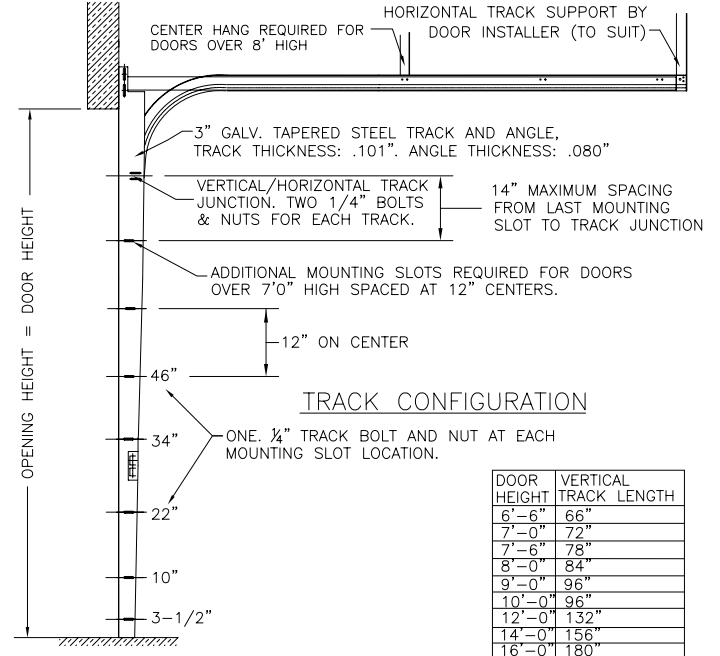 CENTER HANG REQUIRED FOR
DOORS OVER 8' HIGH
HORIZONTAL TRACK SUPPORT BY
DOOR INSTALLER (TO SUIT)
3" GALV. TAPERED STEEL TRACK AND ANGLE,
TRACK THICKNESS: .101". ANGLE THICKNESS: .080"
VERTICAL/HORIZONTAL TRACK
JUNCTION. TWO 1/4" BOLTS
& NUTS FOR EACH TRACK.
14" MAXIMUM SPACING
FROM LAST MOUNTING
SLOT TO TRACK JUNCTION
ADDITIONAL MOUNTING SLOTS REQUIRED FOR DOORS
OVER 7'0" HIGH SPACED AT 12" CENTERS.
12" ON CENTER
OPENING HEIGHT = DOOR HEIGHT
46"
TRACK CONFIGURATION
34"
ONE. ¼" TRACK BOLT AND NUT AT EACH
MOUNTING SLOT LOCATION.
22"
10"
3-1/2"
DOOR HEIGHT VERTICAL TRACK LENGTH
6'-6" 66"
7'-0" 72"
7'-6" 78"
8'-0" 84"
9'-0" 96"
10'-0" 96"
12'-0" 132"
14'-0" 156"
16'-0" 180"